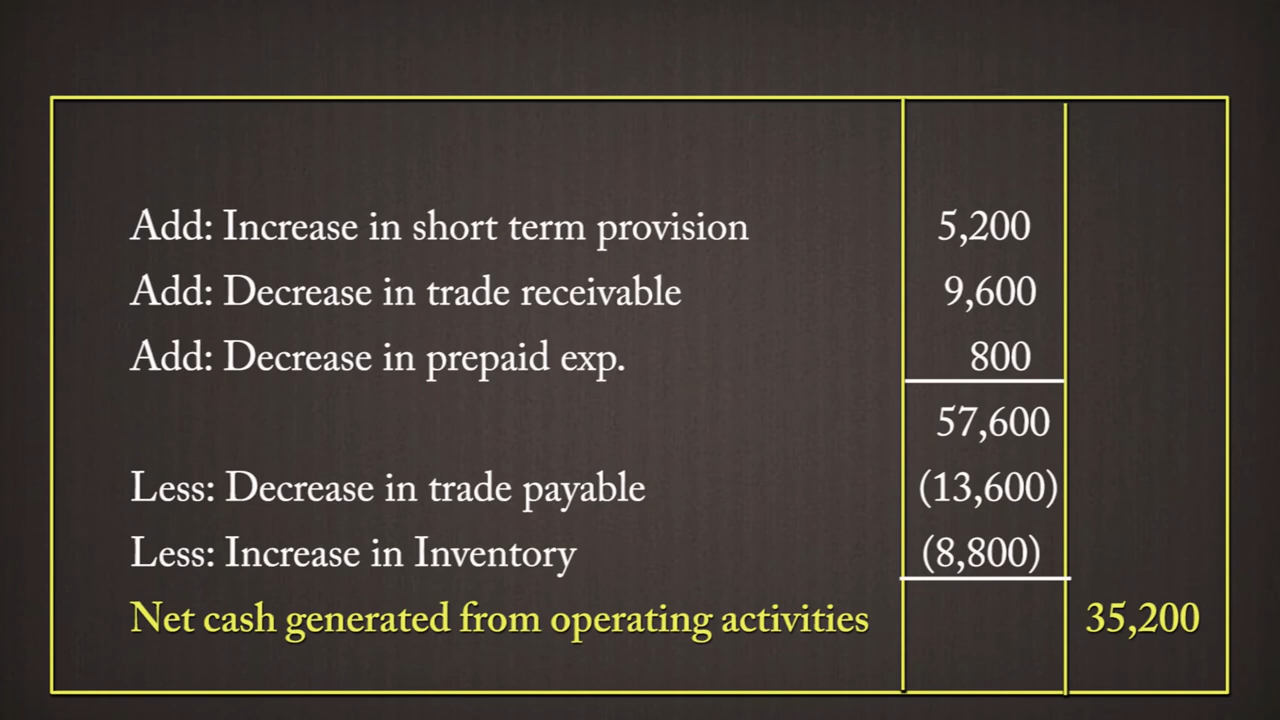 Add: Increase in short term provision 5,200
Add: Decrease in trade receivable 9,600
Add: Decrease in prepaid exp. 800
57,600
Less: Decrease in trade payable (13,600)
Less: Increase in Inventory (8,800)
Net cash generated from operating activities 35,200